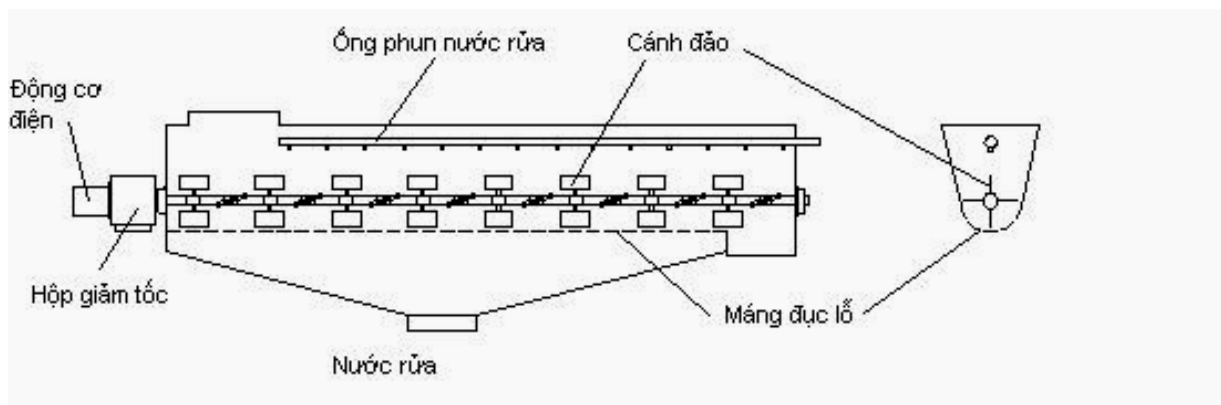 Ống phun nước rửa
Cánh đảo
Động cơ
điện
Hộp giảm tốc
Máng đục lỗ
Nước rửa